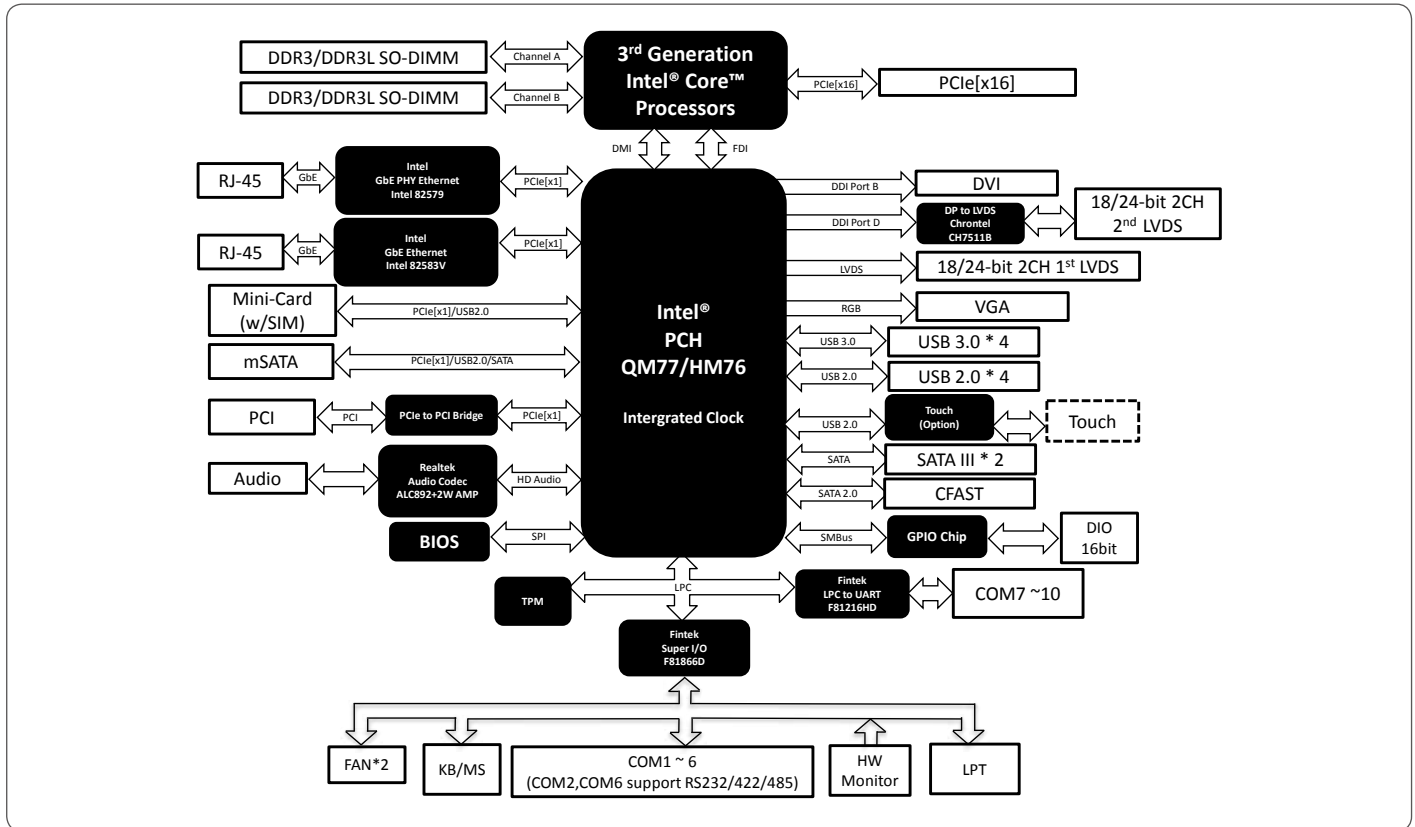 DDR3/DDR3L SO-DIMM
Channel A
DDR3/DDR3L SO-DIMM
Channel B
3rd Generation
Intel® Core™
Processors
PCIe[x16]
PCIe[x16]
DMI
FDI
RJ-45
GbE
Intel
GbE PHY Ethernet
Intel 82579
PCIe[x1]
RJ-45
GbE
Intel
GbE Ethernet
Intel 82583V
PCIe[x1]
Mini-Card
(w/SIM)
PCIe[x1]/USB2.0
mSATA
PCIe[x1]/USB2.0/SATA
PCI
PCI
PCIe to PCI Bridge
PCIe[x1]
Audio
Realtek
Audio Codec
ALC892+2W AMP
HD Audio
BIOS
SPI
Intel®
PCH
QM77/HM76
Intergrated Clock
DDI Port B
DVI
DDI Port D
DP to LVDS
Chrontel
CH7511B
18/24-bit 2CH
2nd LVDS
LVDS
18/24-bit 2CH 1st LVDS
RGB
VGA
USB 3.0
USB 3.0 * 4
USB 2.0
USB 2.0 * 4
USB 2.0
Touch
(Option)
Touch
SATA
SATA III * 2
SATA 2.0
CFAST
SMBus
GPIO Chip
DIO
16bit
TPM
LPC
Fintek
LPC to UART
F81216HD
COM7 ~10
Fintek
Super I/O
F81866D
FAN*2
KB/MS
COM1 ~ 6
(COM2,COM6 support RS232/422/485)
HW
Monitor
LPT